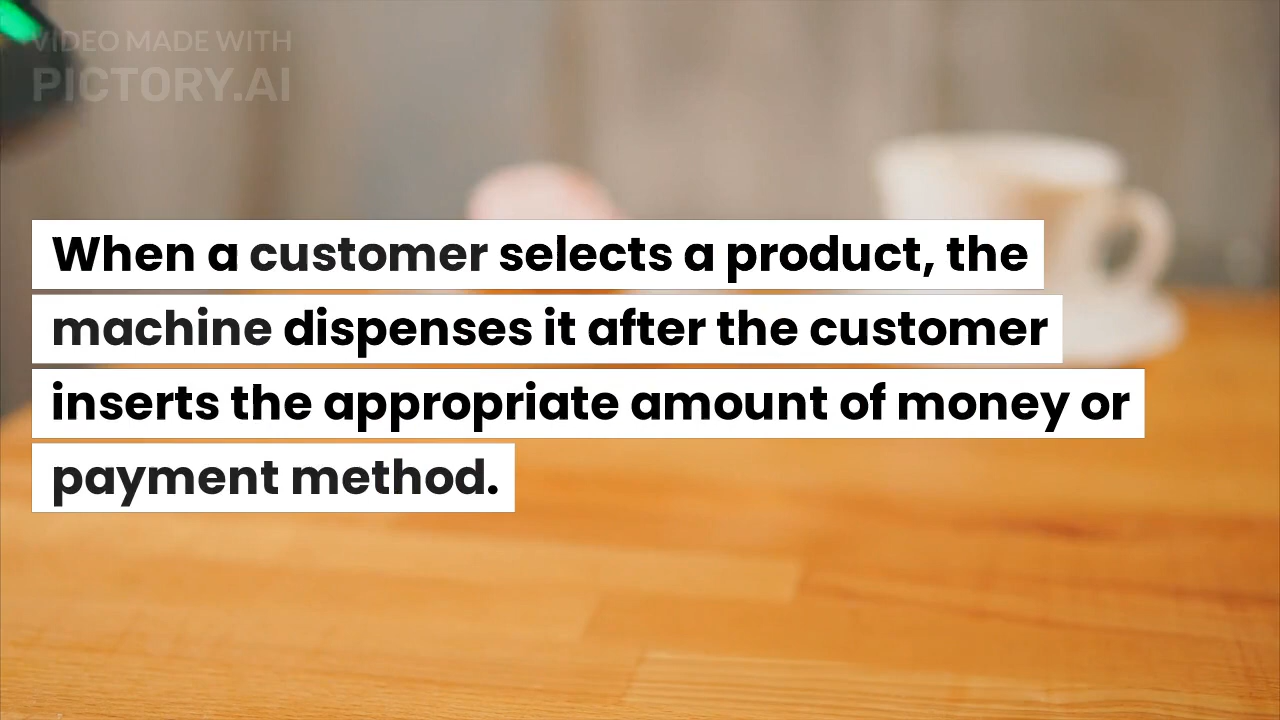 VIDEO MADE WITH
PICTORY.AI
When a customer selects a product, the
machine dispenses it after the customer
inserts the appropriate amount of money or
payment method.